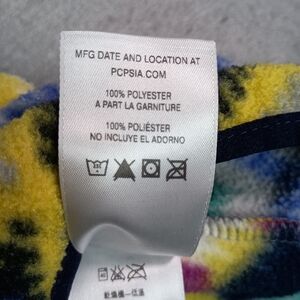 MFG DATE AND LOCATION AT
PCPSIA.COM
100% POLYESTER
A PART LA GARNITURE
100% POLIÉSTER
NO INCLUYE EL ADORNO